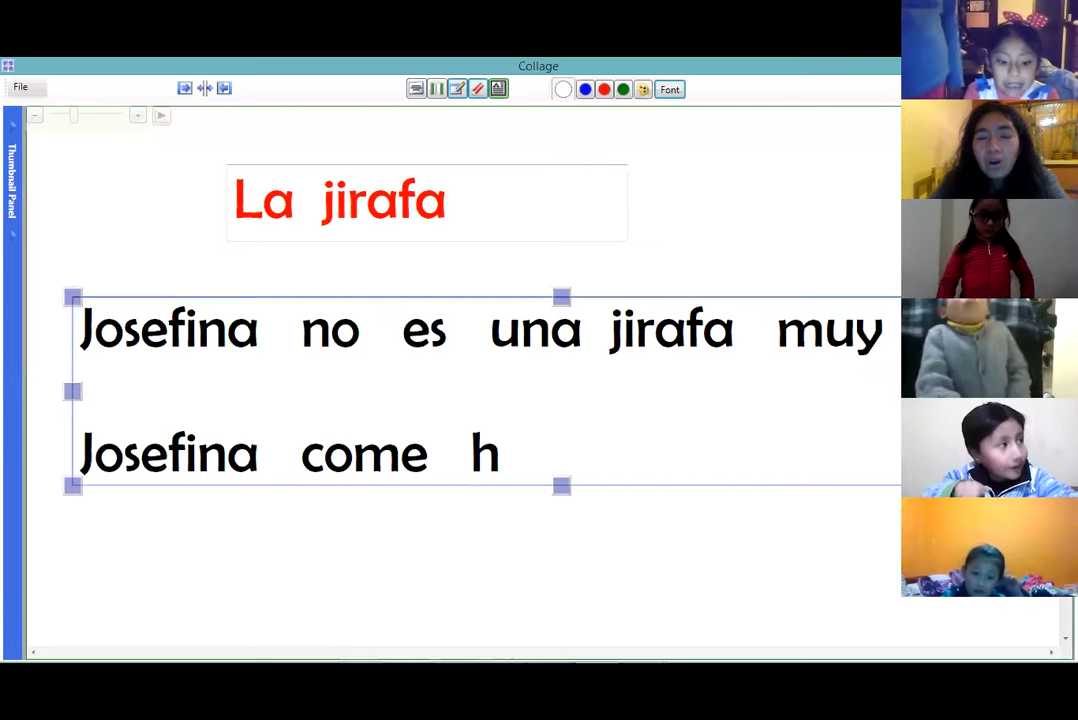 Collage
File
Font
Thumbnail Panel
La jirafa
Josefina no es una jirafa muy
Josefina come h